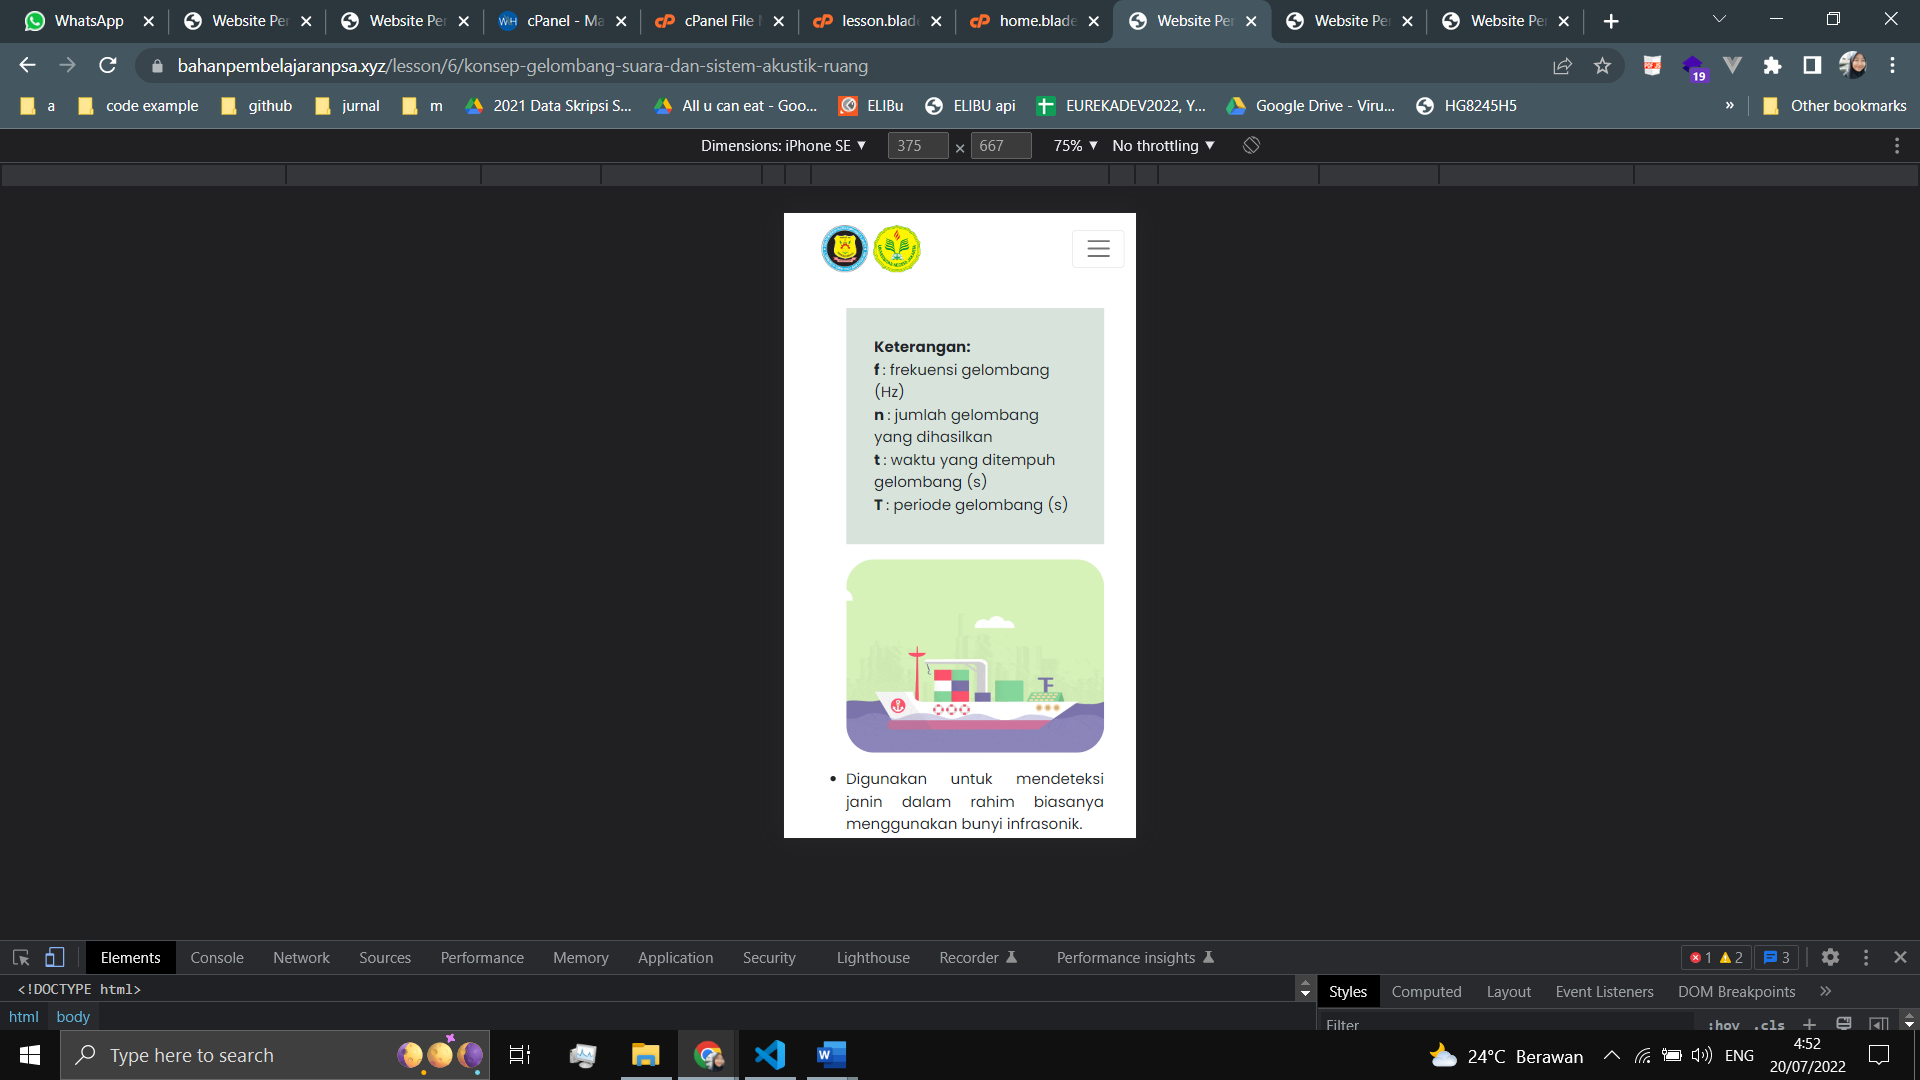 WhatsApp
Website Per
Website Per
cPanel - Ma
cPanel File M
lesson.blade
home.blade
Website Per
Website Per
Website Per
bahanpembelajaranpsa.xyz/lesson/6/konsep-gelombang-suara-dan-sistem-akustik-ruang
19
a
code example
github
jurnal
m
2021 Data Skripsi S...
All u can eat - Goo...
ELIBu
ELIBU api
EUREKADEV2022, Y...
Google Drive - Viru...
HG8245H5
»
Other bookmarks
Dimensions: iPhone SE ▼
375 × 667
75% ▼
No throttling ▼
Keterangan:
f : frekuensi gelombang
(Hz)
n : jumlah gelombang
yang dihasilkan
t : waktu yang ditempuh
gelombang (s)
T : periode gelombang (s)
• Digunakan untuk mendeteksi
janin dalam rahim biasanya
menggunakan bunyi infrasonik.
Elements
Console
Network
Sources
Performance
Memory
Application
Security
Lighthouse
Recorder
Performance insights
1
2
3
<!DOCTYPE html>
Styles
Computed
Layout
Event Listeners
DOM Breakpoints
»
html
body
Filter
:hov
.cls
Type here to search
24°C Berawan
ENG
4:52
20/07/2022